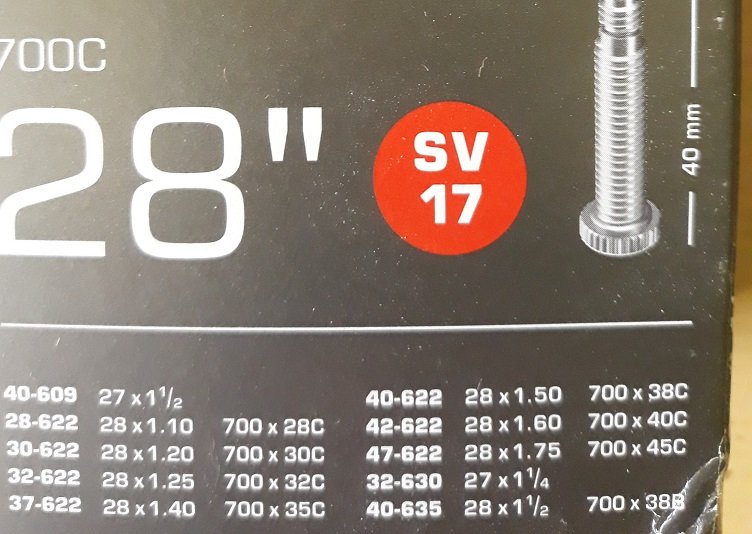 700C
28"
SV
17
40 mm
40-609 27 x 1¹/₂
28-622 28 x 1.10 700 x 28C
30-622 28 x 1.20 700 x 30C
32-622 28 x 1.25 700 x 32C
37-622 28 x 1.40 700 x 35C
40-622 28 x 1.50 700 x 38C
42-622 28 x 1.60 700 x 40C
47-622 28 x 1.75 700 x 45C
32-630 27 x 1¹/₄
40-635 28 x 1¹/₂ 700 x 38B